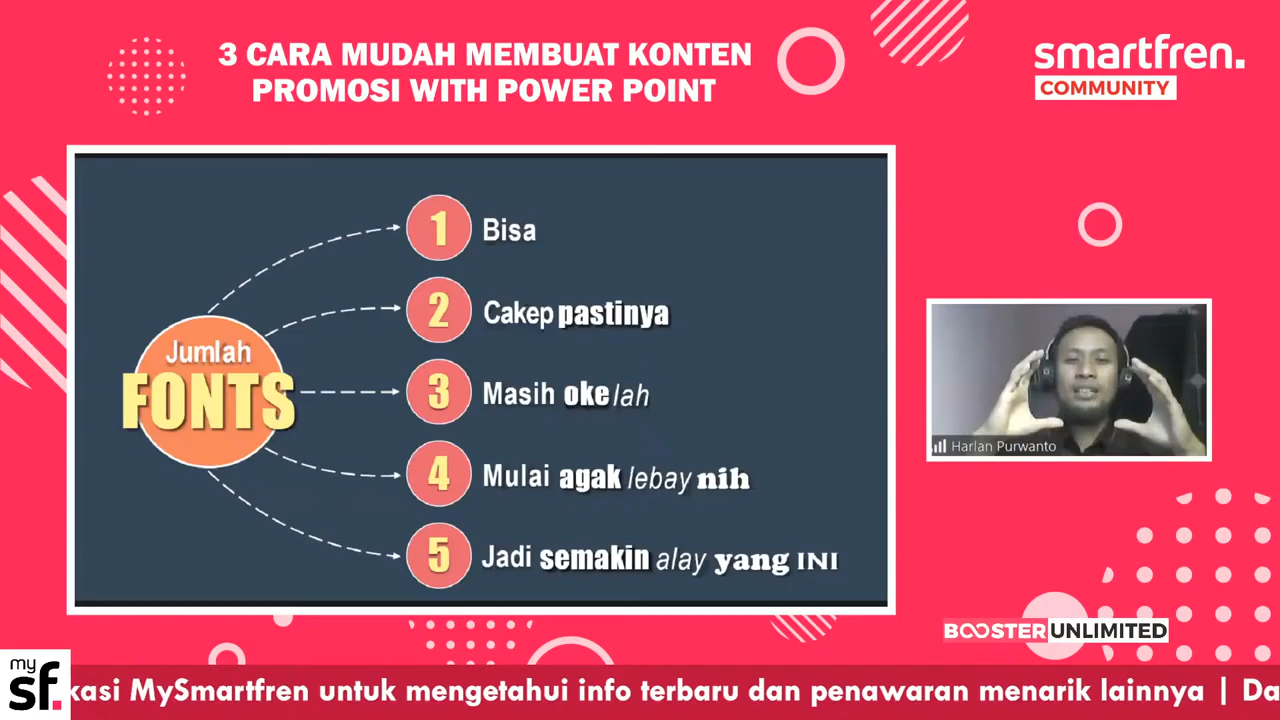 3 CARA MUDAH MEMBUAT KONTEN
PROMOSI WITH POWER POINT
smartfren.
COMMUNITY
Jumlah
FONTS
1 Bisa
2 Cakep pastinya
3 Masih oke lah
4 Mulai agak lebay nih
5 Jadi semakin alay yang INI
Harlan Purwanto
BOOSTER UNLIMITED
my
sf.
kasi MySmartfren untuk mengetahui info terbaru dan penawaran menarik lainnya | Da